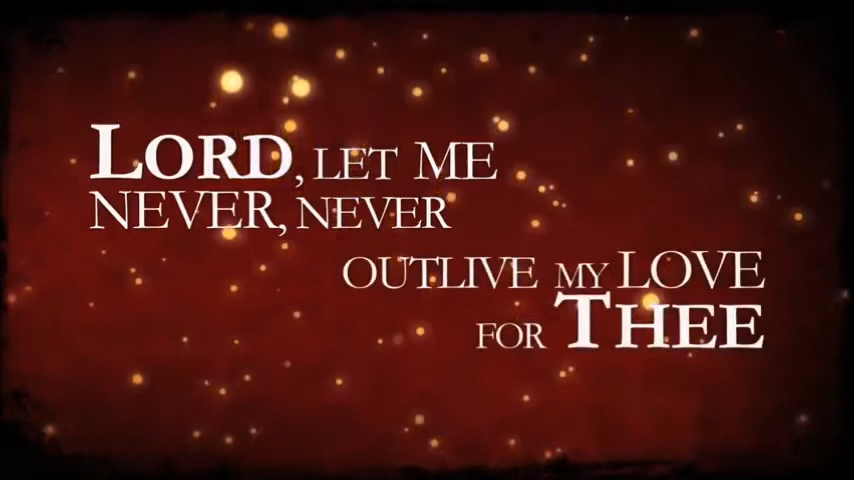 LORD, LET ME
NEVER, NEVER
OUTLIVE MY LOVE
FOR THEE